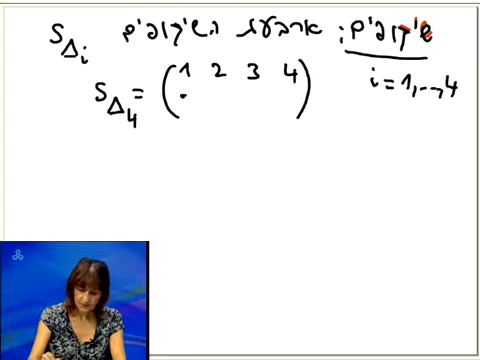 שיקופים: ארבעת השיקופים S_{Δ_i}
i = 1,..,4
S_{Δ_4} = ( 1 2 3 4 )